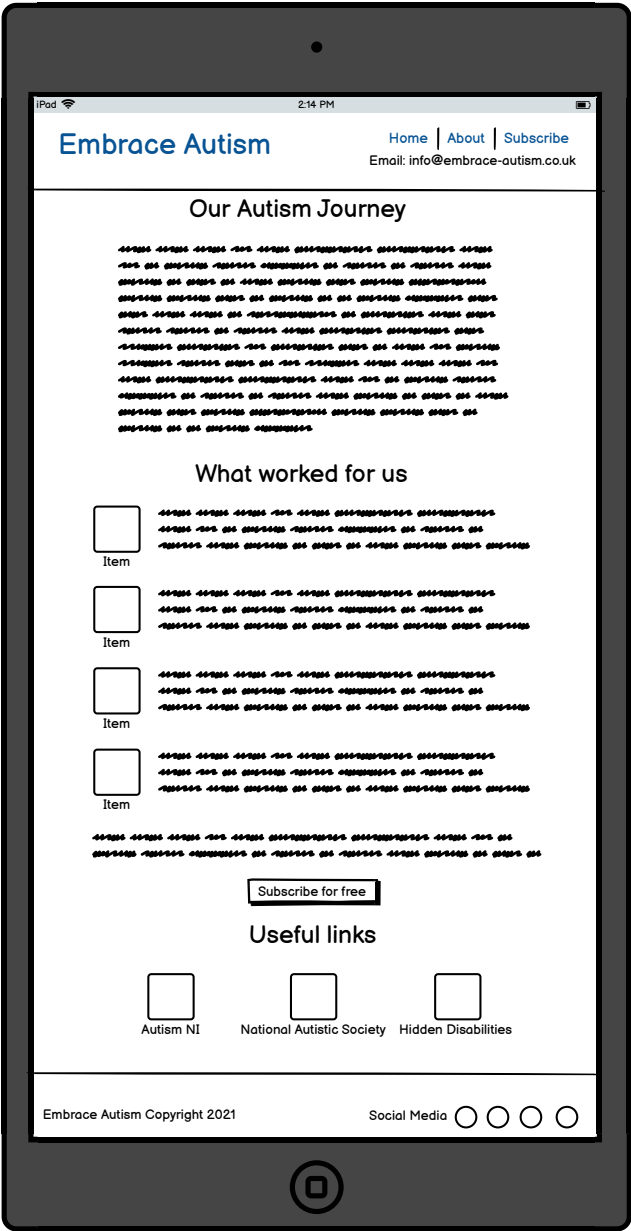 iPad 2:14 PM
Embrace Autism
Home About Subscribe
Email: info@embrace-autism.co.uk
Our Autism Journey
What worked for us
Item
Item
Item
Item
Subscribe for free
Useful links
Autism NI National Autistic Society Hidden Disabilities
Embrace Autism Copyright 2021 Social Media